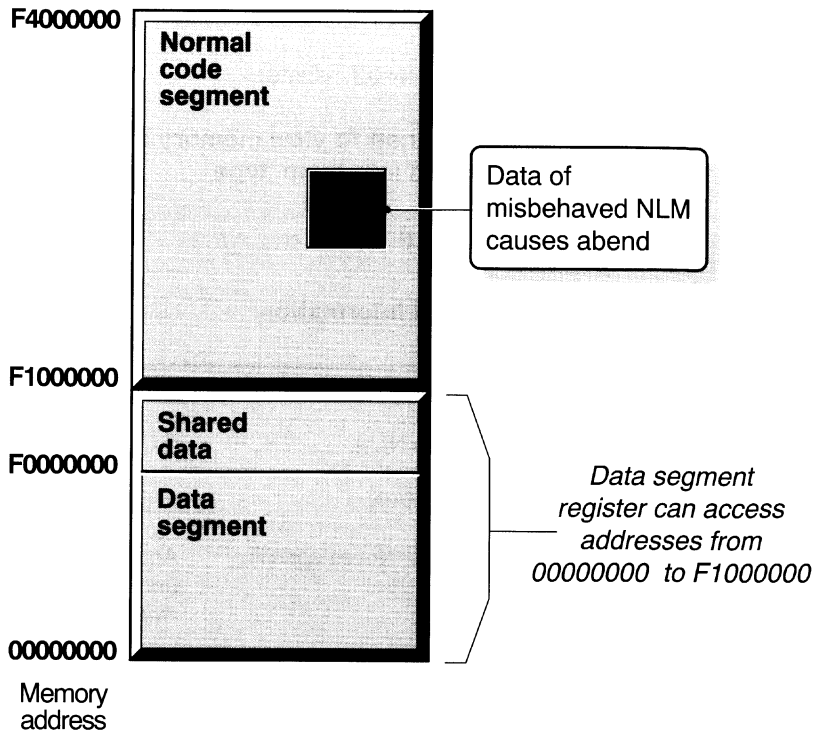 F4000000
Normal
code
segment
Data of
misbehaved NLM
causes abend
F1000000
Shared
data
F0000000
Data
segment
Data segment
register can access
addresses from
00000000 to F1000000
00000000
Memory
address